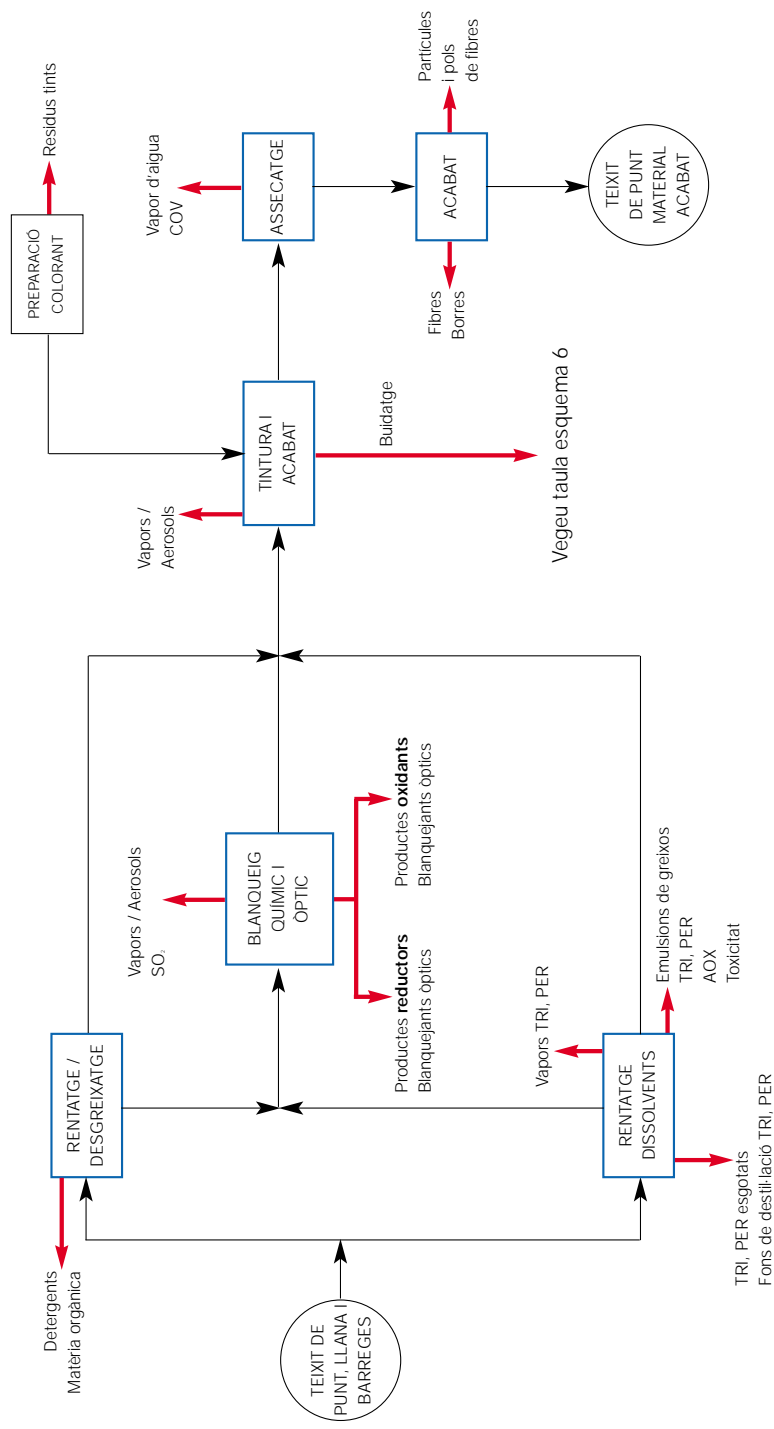 TEIXIT DE
PUNT, LLANA I
BARREGES
Detergents
Matèria orgànica
RENTATGE /
DESGREIXATGE
RENTATGE
DISSOLVENTS
Vapors TRI, PER
Emulsions de greixos
TRI, PER
AOX
Toxicitat
TRI, PER esgotats
Fons de destil·lació TRI, PER
Vapors / Aerosols
SO₂
BLANQUEIG
QUÍMIC I
ÒPTIC
Productes reductors
Blanquejants òptics
Productes oxidants
Blanquejants òptics
Vapors /
Aerosols
TINTURA I
ACABAT
Buidatge
Vegeu taula esquema 6
PREPARACIÓ
COLORANT
Residus tints
Vapor d'aigua
COV
ASSECATGE
ACABAT
Fibres
Borres
Partícules
i pols
de fibres
TEIXIT
DE PUNT
MATERIAL
ACABAT